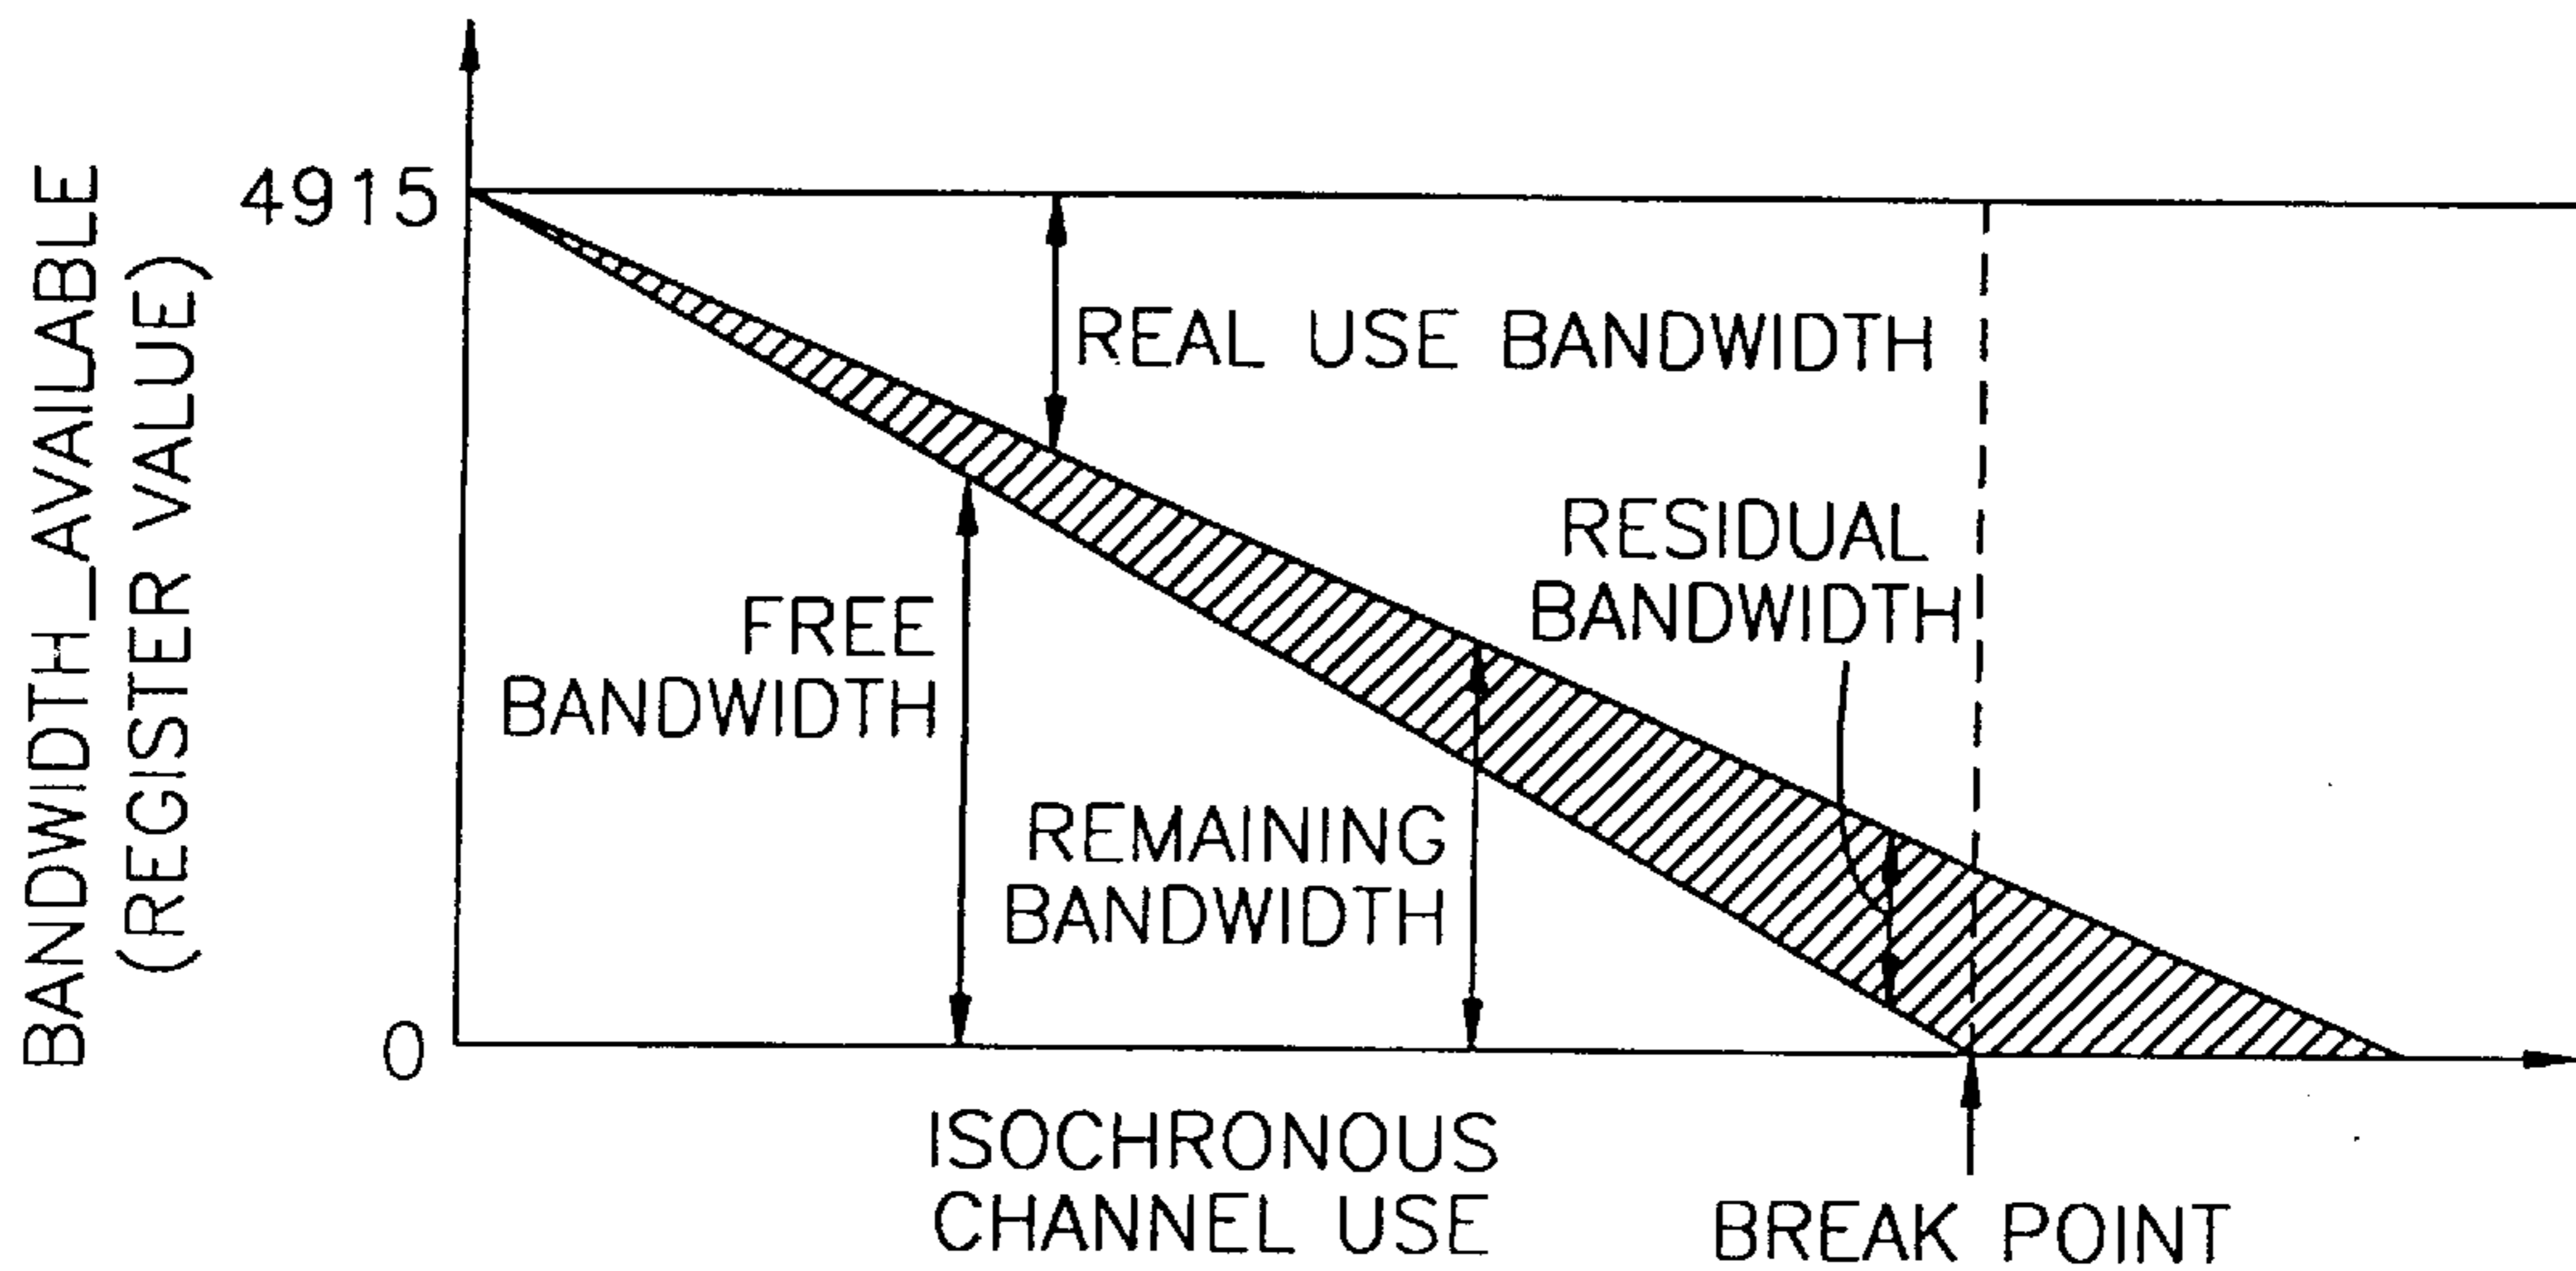 BANDWIDTH_AVAILABLE
(REGISTER VALUE)
4915
REAL USE BANDWIDTH
RESIDUAL
BANDWIDTH
FREE
BANDWIDTH
REMAINING
BANDWIDTH
0
ISOCHRONOUS
CHANNEL USE
BREAK POINT